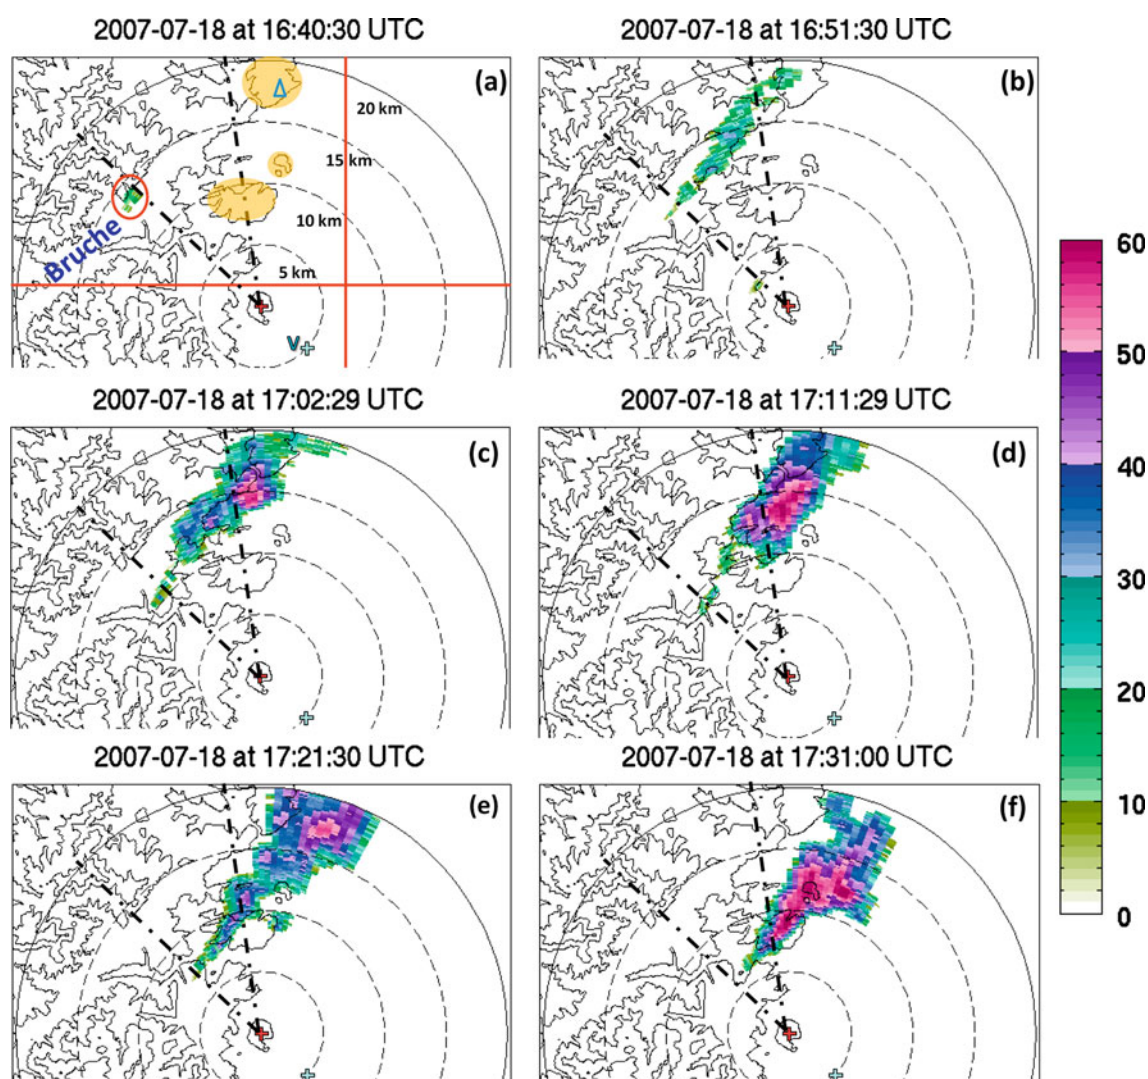 2007-07-18 at 16:40:30 UTC
2007-07-18 at 16:51:30 UTC
(a)
Δ
20 km
15 km
10 km
Bruche
5 km
V
(b)
2007-07-18 at 17:02:29 UTC
2007-07-18 at 17:11:29 UTC
(c)
(d)
2007-07-18 at 17:21:30 UTC
2007-07-18 at 17:31:00 UTC
(e)
(f)
60
50
40
30
20
10
0